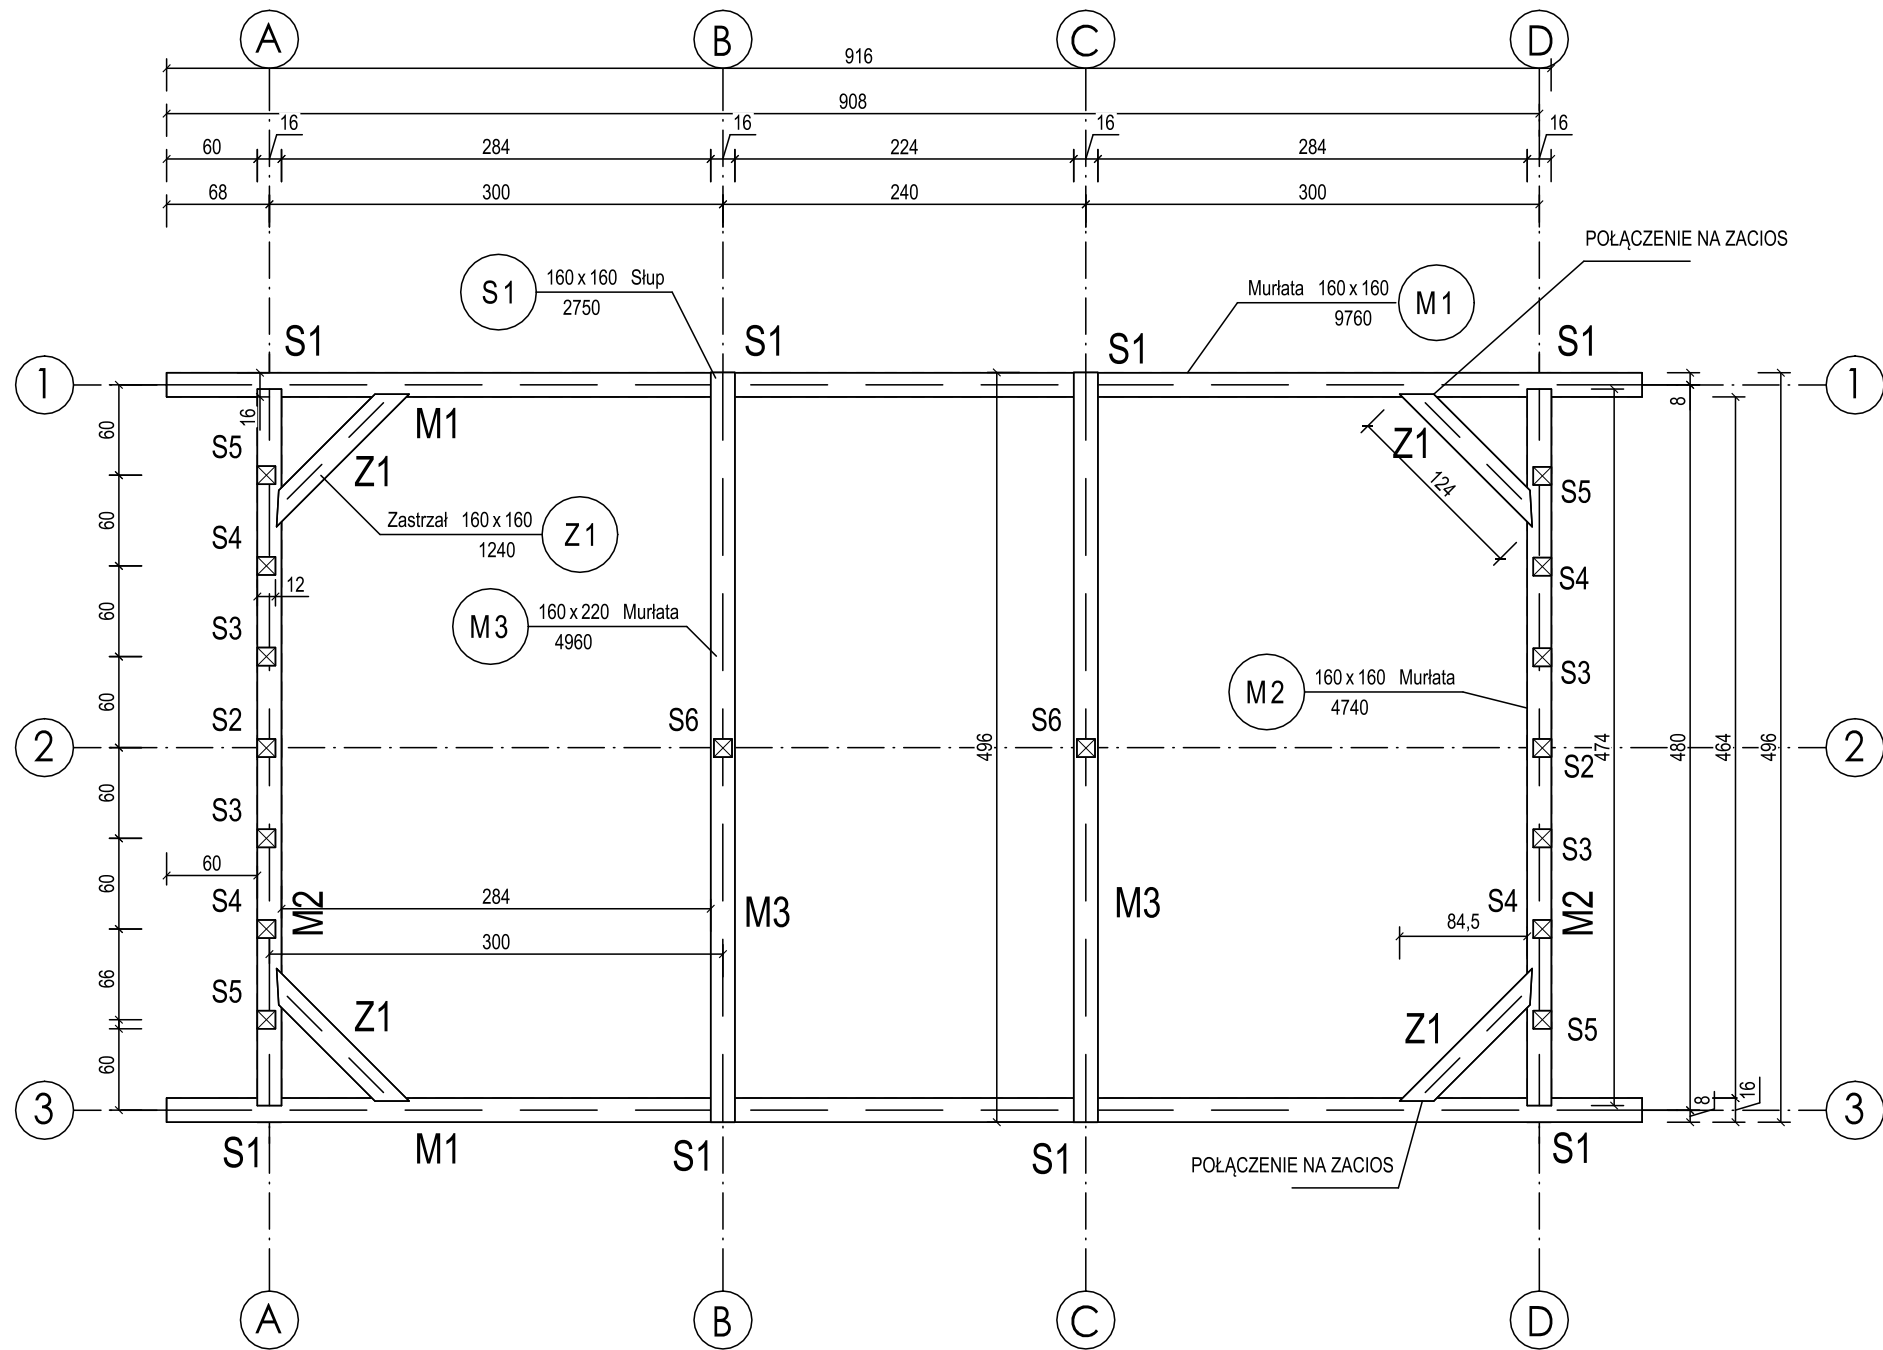 A B C D
916
908
16 16 16 16
60 284 224 284
68 300 240 300
POŁĄCZENIE NA ZACIOS
S1 160 x 160 Słup
2750
Murłata 160 x 160 M1
9760
S1 S1 S1 S1
1 1
8
16
60
M1
S5 Z1 Z1
S5
124
60
Zastrzał 160 x 160 Z1
1240
S4 S4
12
60
M3 160 x 220 Murłata
4960
S3 S3
M2 160 x 160 Murłata
4740
60
S2 S6 S6
2 496 474 480 464 496 2
S2
60
S3 S3
60
60
284
S4 M2 M3 M3 S4 M2
84,5
300
66
S5 Z1 Z1 S5
60
8 16
3 3
S1 M1 S1 S1 S1
POŁĄCZENIE NA ZACIOS
A B C D